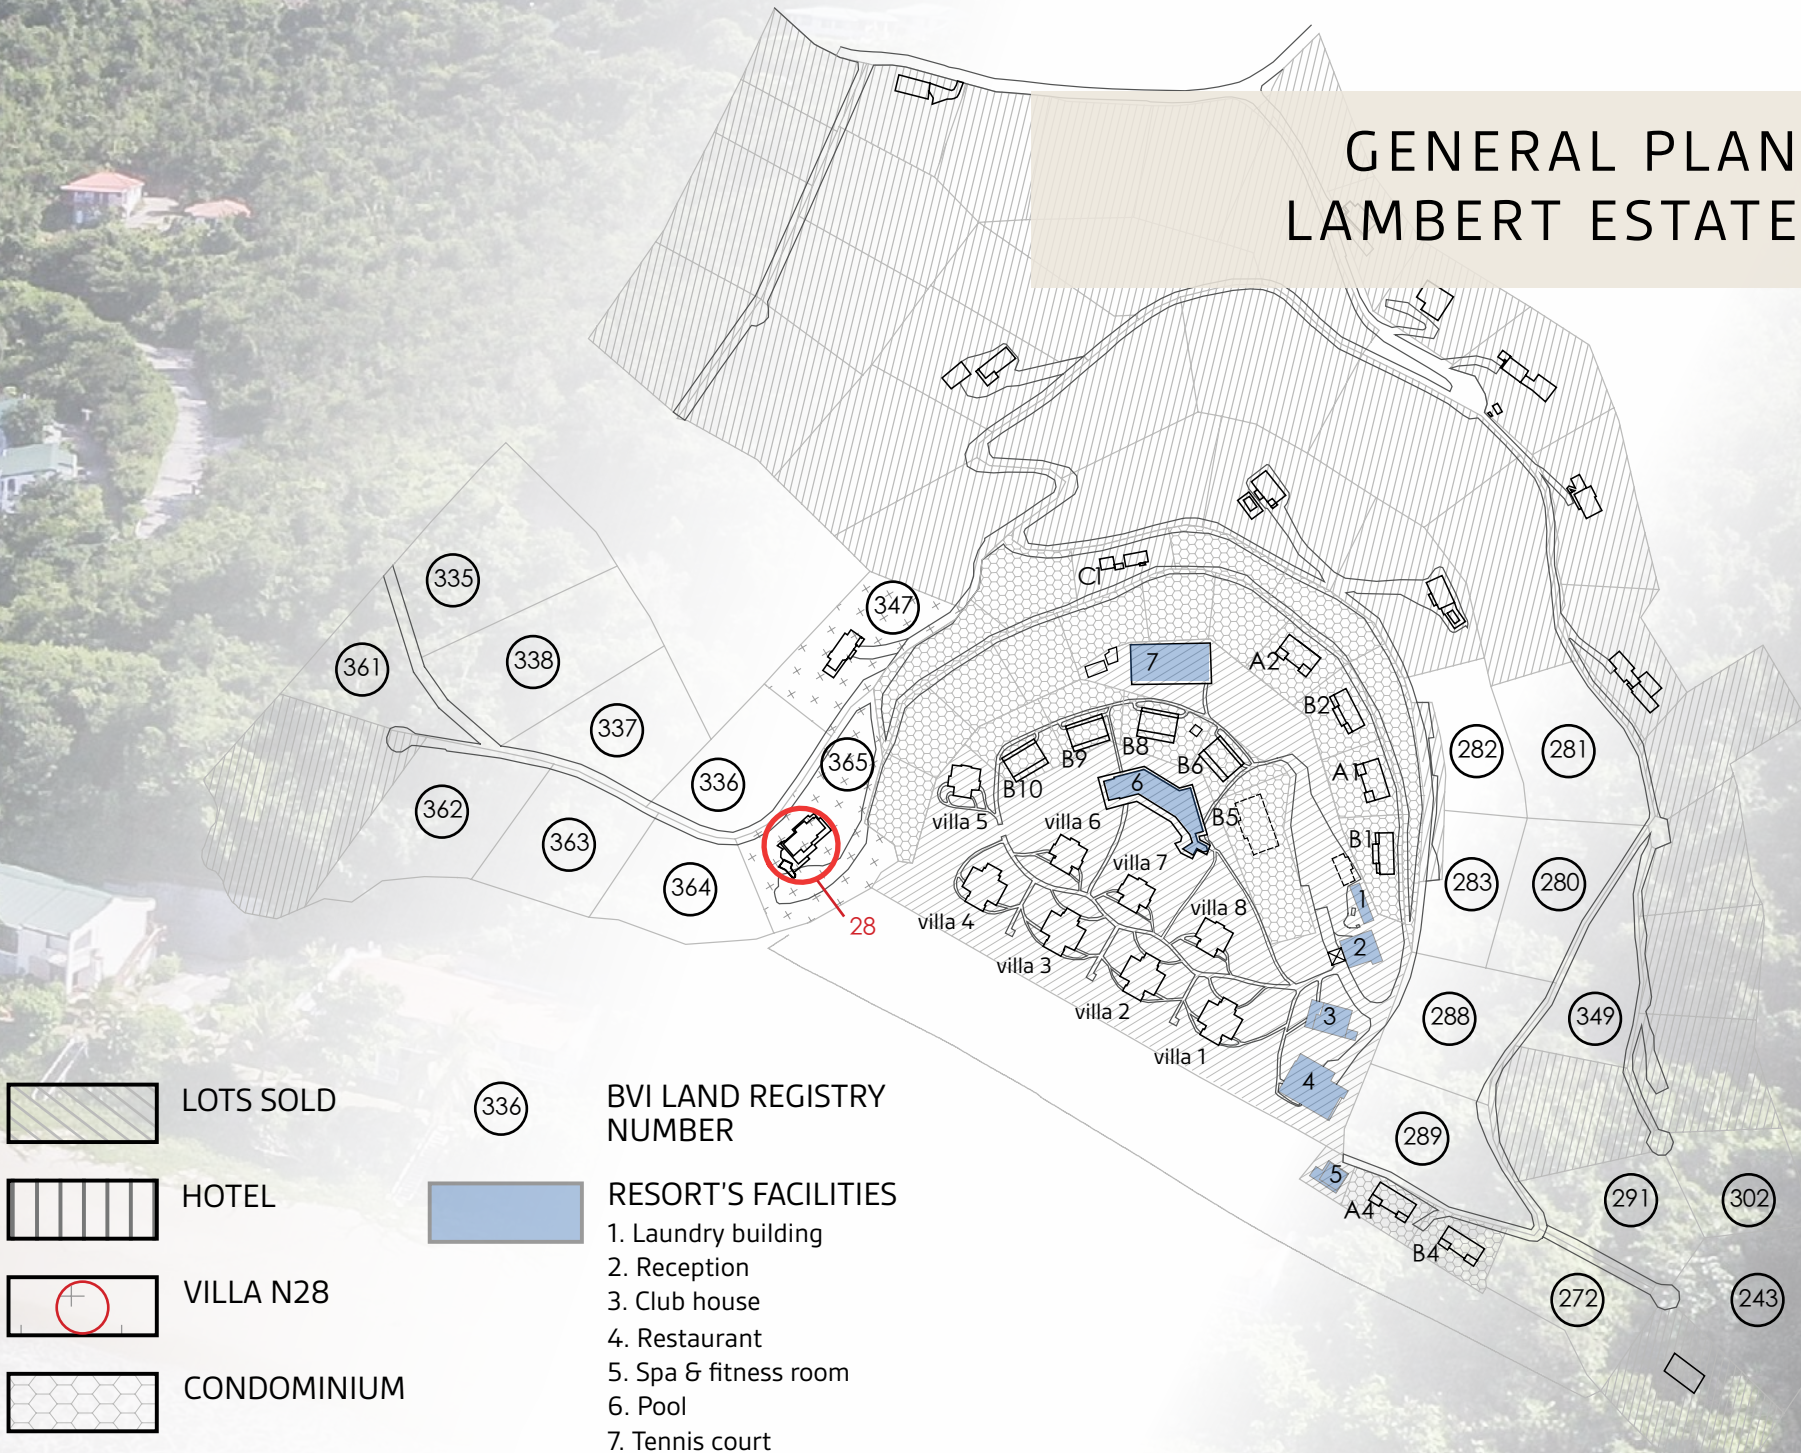 GENERAL PLAN
LAMBERT ESTATE
335
361
338
337
336
362
363
364
347
365
28
C1
7
A2
B2
A1
B1
B5
B6
B8
B9
B10
6
villa 5
villa 6
villa 7
villa 8
villa 4
villa 3
villa 2
villa 1
1
2
3
4
5
A4
B4
282
281
283
280
288
349
289
291
302
272
243
LOTS SOLD
HOTEL
VILLA N28
CONDOMINIUM
336
BVI LAND REGISTRY
NUMBER
RESORT'S FACILITIES
1. Laundry building
2. Reception
3. Club house
4. Restaurant
5. Spa & fitness room
6. Pool
7. Tennis court